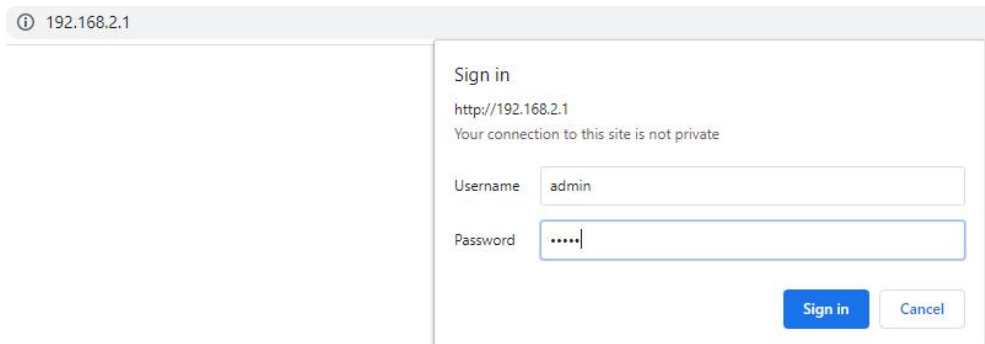 192.168.2.1
Sign in
http://192.168.2.1
Your connection to this site is not private
Username admin
Password •••••
Sign in Cancel